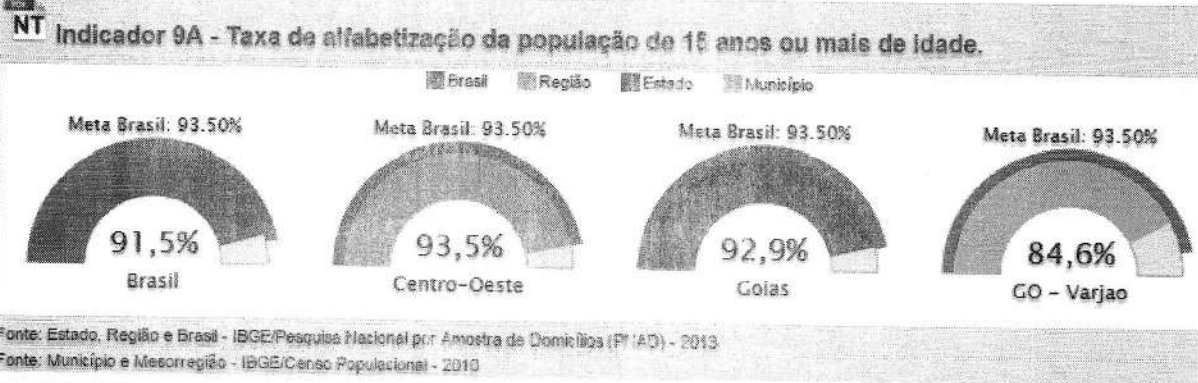 NT Indicador 9A - Taxa de alfabetização da população de 15 anos ou mais de idade.
Brasil Região Estado Município
Meta Brasil: 93.50% Meta Brasil: 93.50% Meta Brasil: 93.50% Meta Brasil: 93.50%
91,5% 93,5% 92,9% 84,6%
Brasil Centro-Oeste Goias GO - Varjao
Fonte: Estado, Região e Brasil - IBGE/Pesquisa Nacional por Amostra de Domicílios (PNAD) - 2013
Fonte: Município e Mesorregião - IBGE/Censo Populacional - 2010